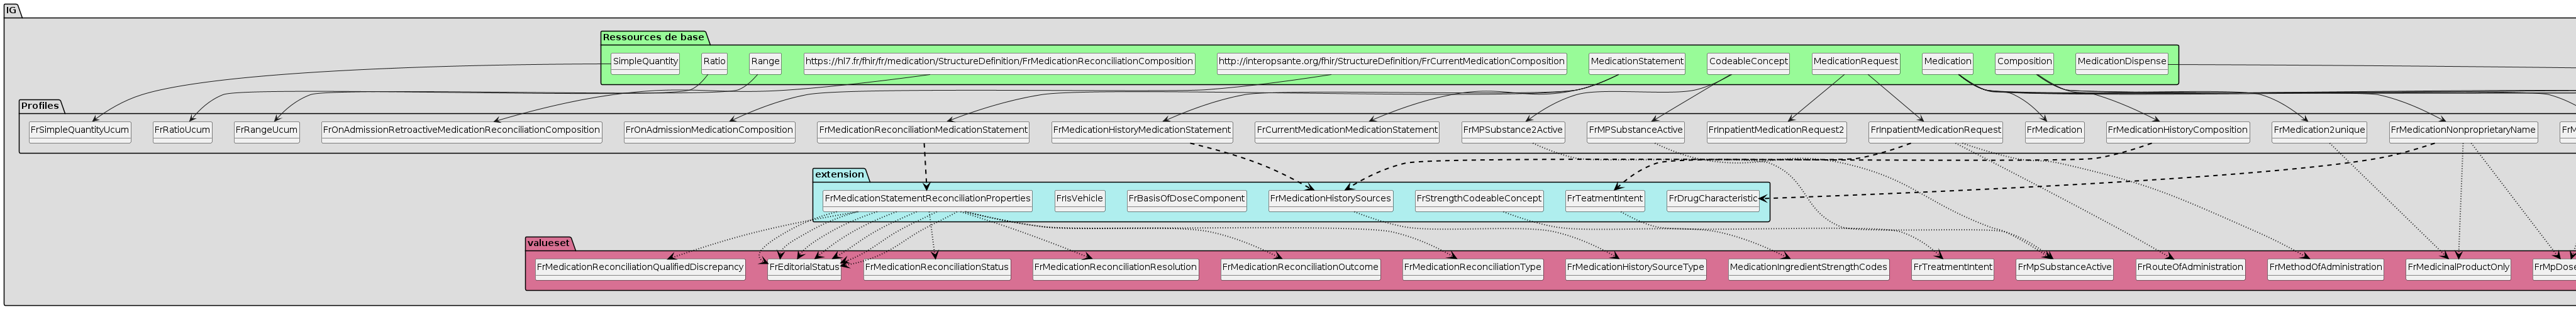 IG
Ressources de base
SimpleQuantity
Ratio
Range
https://hl7.fr/fhir/fr/medication/StructureDefinition/FrMedicationReconciliationComposition
http://interopsante.org/fhir/StructureDefinition/FrCurrentMedicationComposition
MedicationStatement
CodeableConcept
MedicationRequest
Medication
Composition
MedicationDispense
Profiles
FrSimpleQuantityUcum
FrRatioUcum
FrRangeUcum
FrOnAdmissionRetroactiveMedicationReconciliationComposition
FrOnAdmissionMedicationComposition
FrMedicationReconciliationMedicationStatement
FrMedicationHistoryMedicationStatement
FrCurrentMedicationMedicationStatement
FrMPSubstance2Active
FrMPSubstanceActive
FrInpatientMedicationRequest2
FrInpatientMedicationRequest
FrMedication
FrMedicationHistoryComposition
FrMedication2unique
FrMedicationNonproprietaryName
FrM
extension
FrMedicationStatementReconciliationProperties
FrIsVehicle
FrBasisOfDoseComponent
FrMedicationHistorySources
FrStrengthCodeableConcept
FrTeatmentIntent
FrDrugCharacteristic
valueset
FrMedicationReconciliationQualifiedDiscrepancy
FrEditorialStatus
FrMedicationReconciliationStatus
FrMedicationReconciliationResolution
FrMedicationReconciliationOutcome
FrMedicationReconciliationType
FrMedicationHistorySourceType
MedicationIngredientStrengthCodes
FrTreatmentIntent
FrMpSubstanceActive
FrRouteOfAdministration
FrMethodOfAdministration
FrMedicinalProductOnly
FrMpDose